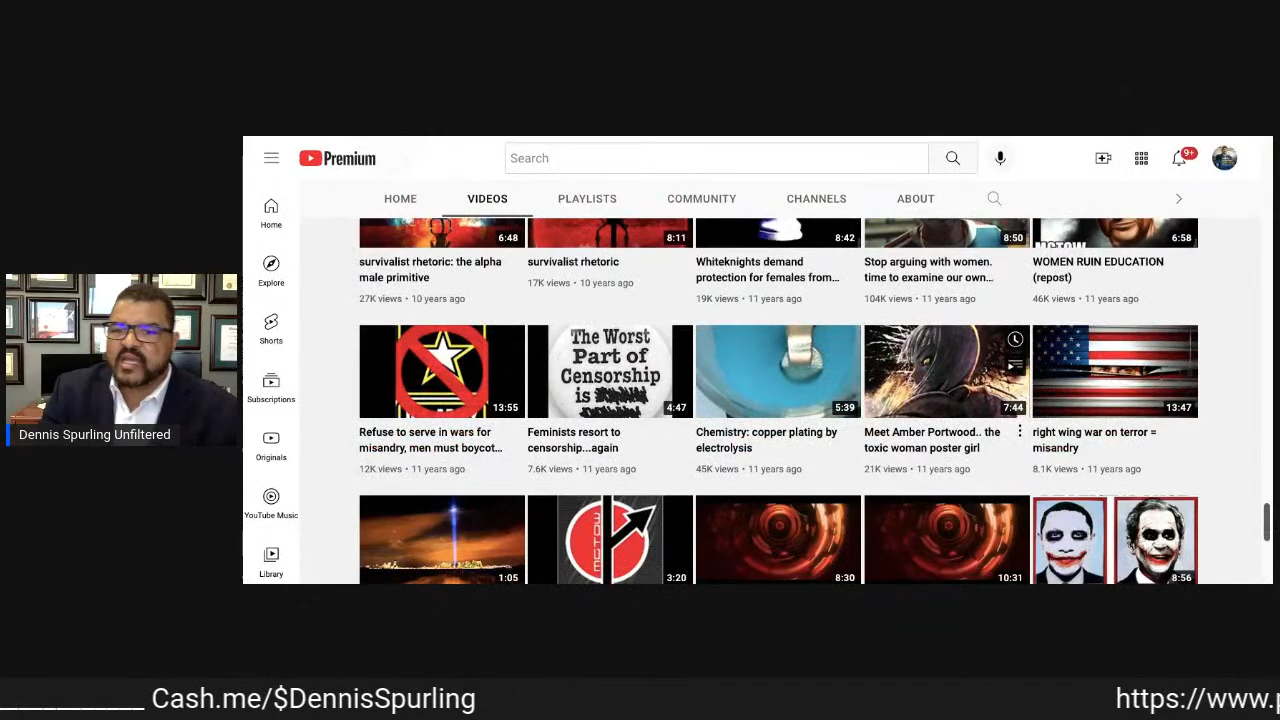 Premium
Search
9+
HOME
VIDEOS
PLAYLISTS
COMMUNITY
CHANNELS
ABOUT
Home
Explore
Shorts
Subscriptions
Originals
YouTube Music
Library
6:48
8:11
8:42
8:50
MGTOW
6:58
survivalist rhetoric: the alpha
male primitive
27K views • 10 years ago
survivalist rhetoric
17K views • 10 years ago
Whiteknights demand
protection for females from...
19K views • 11 years ago
Stop arguing with women.
time to examine our own...
104K views • 11 years ago
WOMEN RUIN EDUCATION
(repost)
46K views • 11 years ago
13:55
The Worst
Part of
Censorship
is
4:47
5:39
7:44
13:47
Refuse to serve in wars for
misandry, men must boycot...
12K views • 11 years ago
Feminists resort to
censorship...again
7.6K views • 11 years ago
Chemistry: copper plating by
electrolysis
45K views • 11 years ago
Meet Amber Portwood.. the
toxic woman poster girl
21K views • 11 years ago
right wing war on terror =
misandry
8.1K views • 11 years ago
1:05
MGTOW
3:20
8:30
10:31
8:56
Dennis Spurling Unfiltered
____________ Cash.me/$DennisSpurling
https://www.p